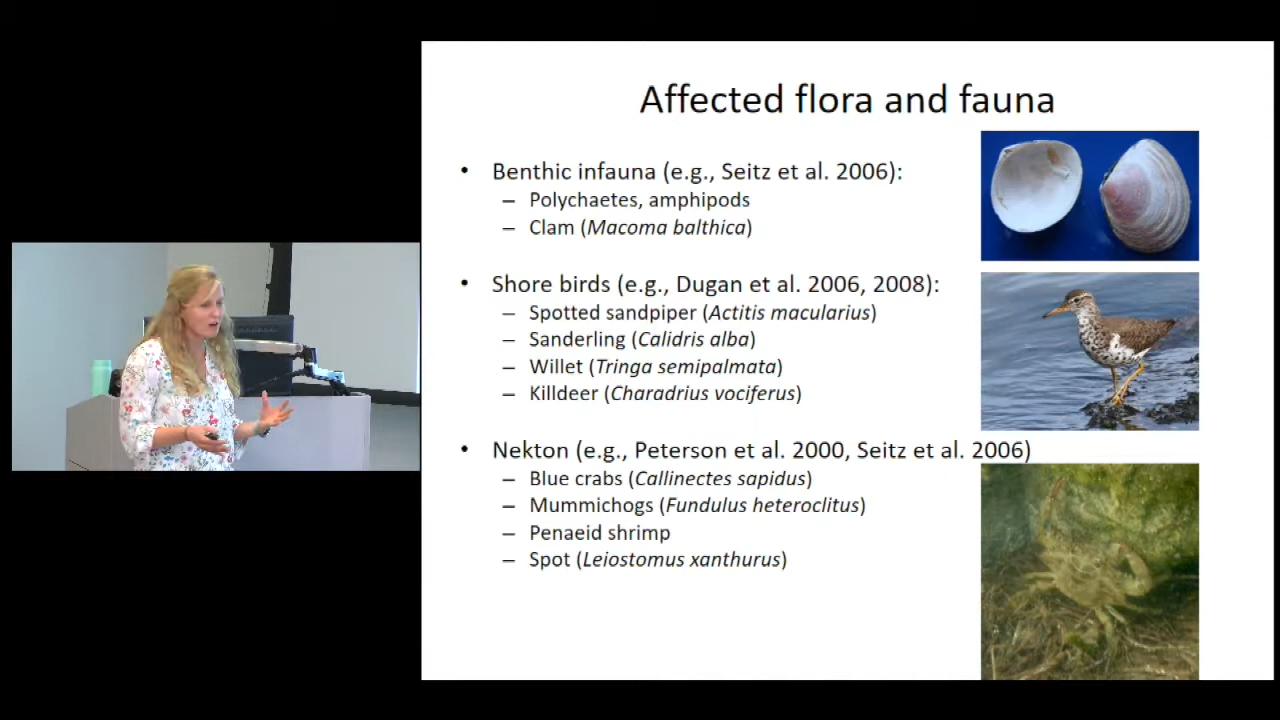 Affected flora and fauna
• Benthic infauna (e.g., Seitz et al. 2006):
– Polychaetes, amphipods
– Clam (Macoma balthica)
• Shore birds (e.g., Dugan et al. 2006, 2008):
– Spotted sandpiper (Actitis macularius)
– Sanderling (Calidris alba)
– Willet (Tringa semipalmata)
– Killdeer (Charadrius vociferus)
• Nekton (e.g., Peterson et al. 2000, Seitz et al. 2006)
– Blue crabs (Callinectes sapidus)
– Mummichogs (Fundulus heteroclitus)
– Penaeid shrimp
– Spot (Leiostomus xanthurus)